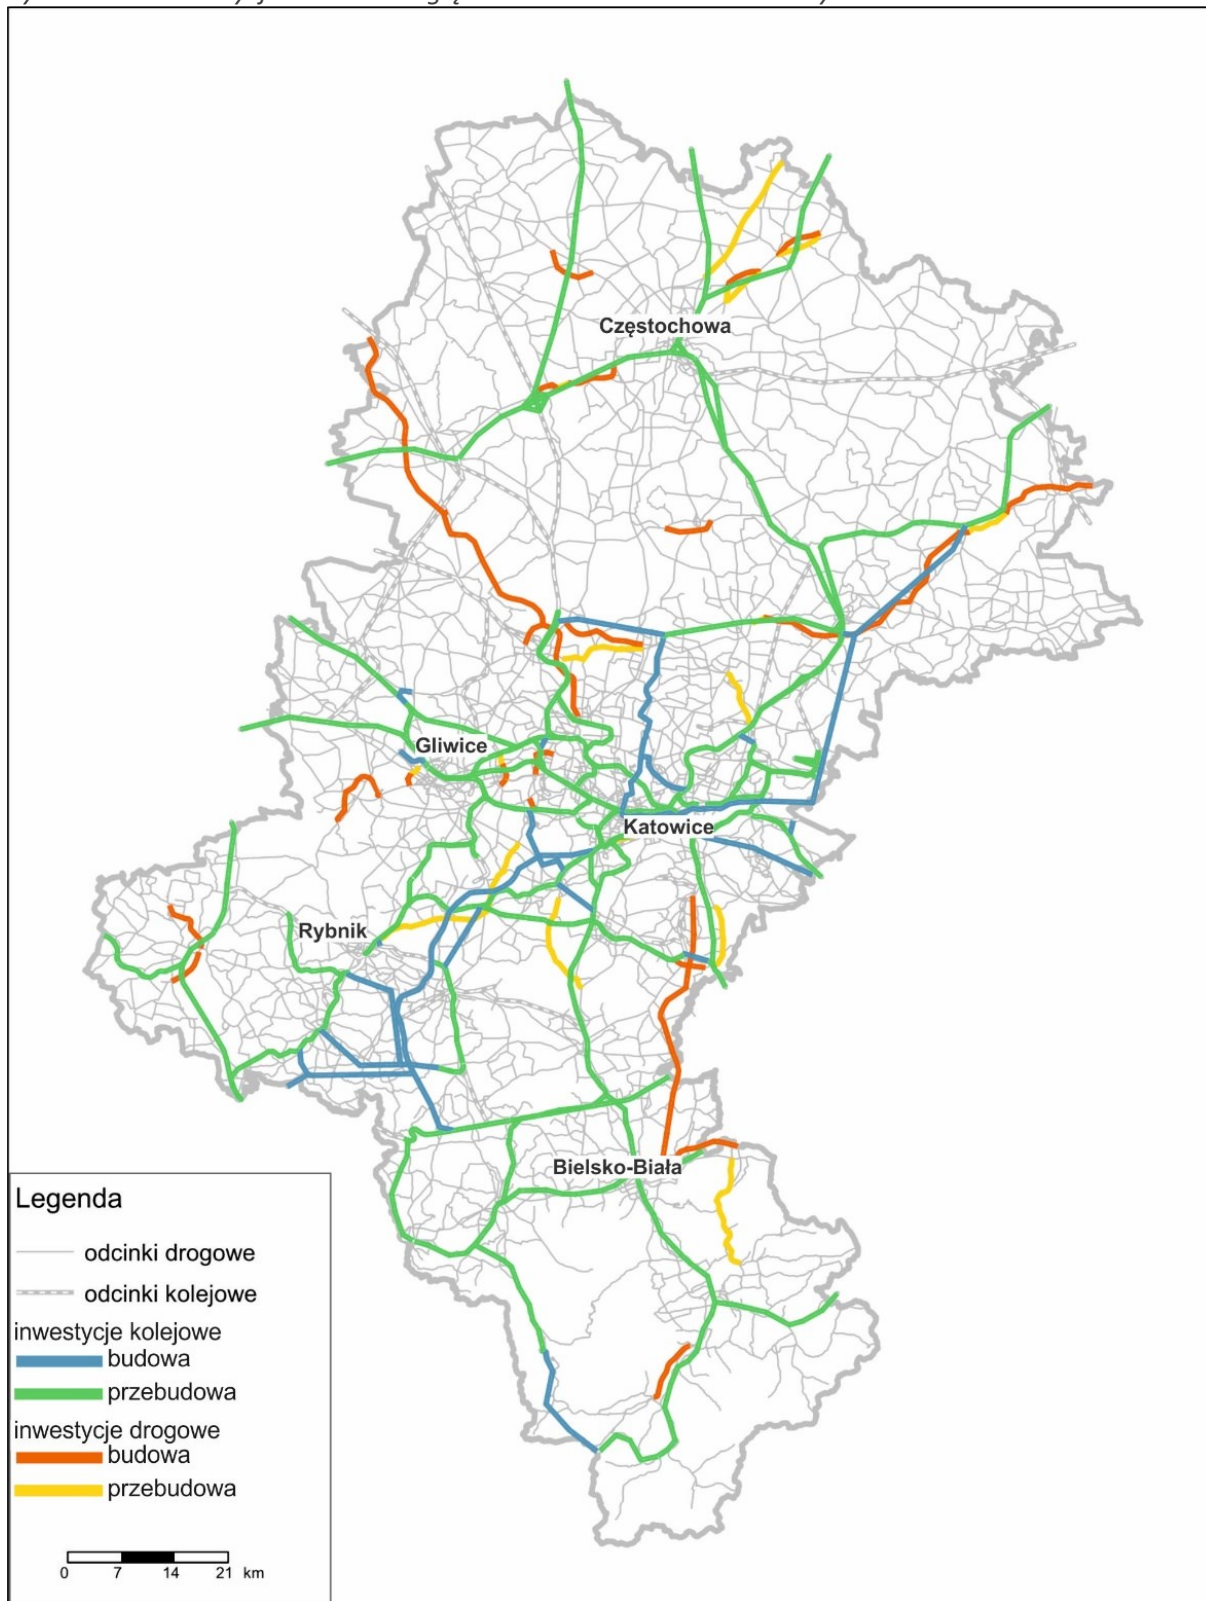 Częstochowa
Gliwice
Katowice
Rybnik
Bielsko-Biała
Legenda
odcinki drogowe
odcinki kolejowe
inwestycje kolejowe
budowa
przebudowa
inwestycje drogowe
budowa
przebudowa
0 7 14 21 km